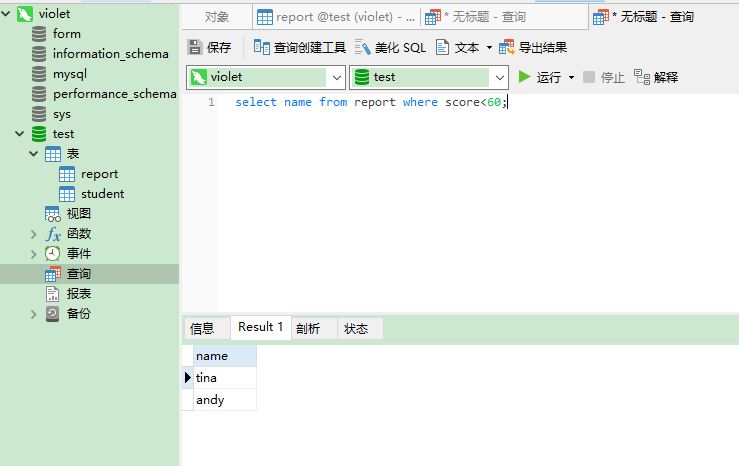 violet
form
information_schema
mysql
performance_schema
sys
test
表
report
student
视图
函数
事件
查询
报表
备份
对象
report @test (violet) - ...
* 无标题 - 查询
* 无标题 - 查询
保存
查询创建工具
美化 SQL
文本
导出结果
violet
test
运行
停止
解释
1 select name from report where score<60;
信息
Result 1
剖析
状态
name
tina
andy